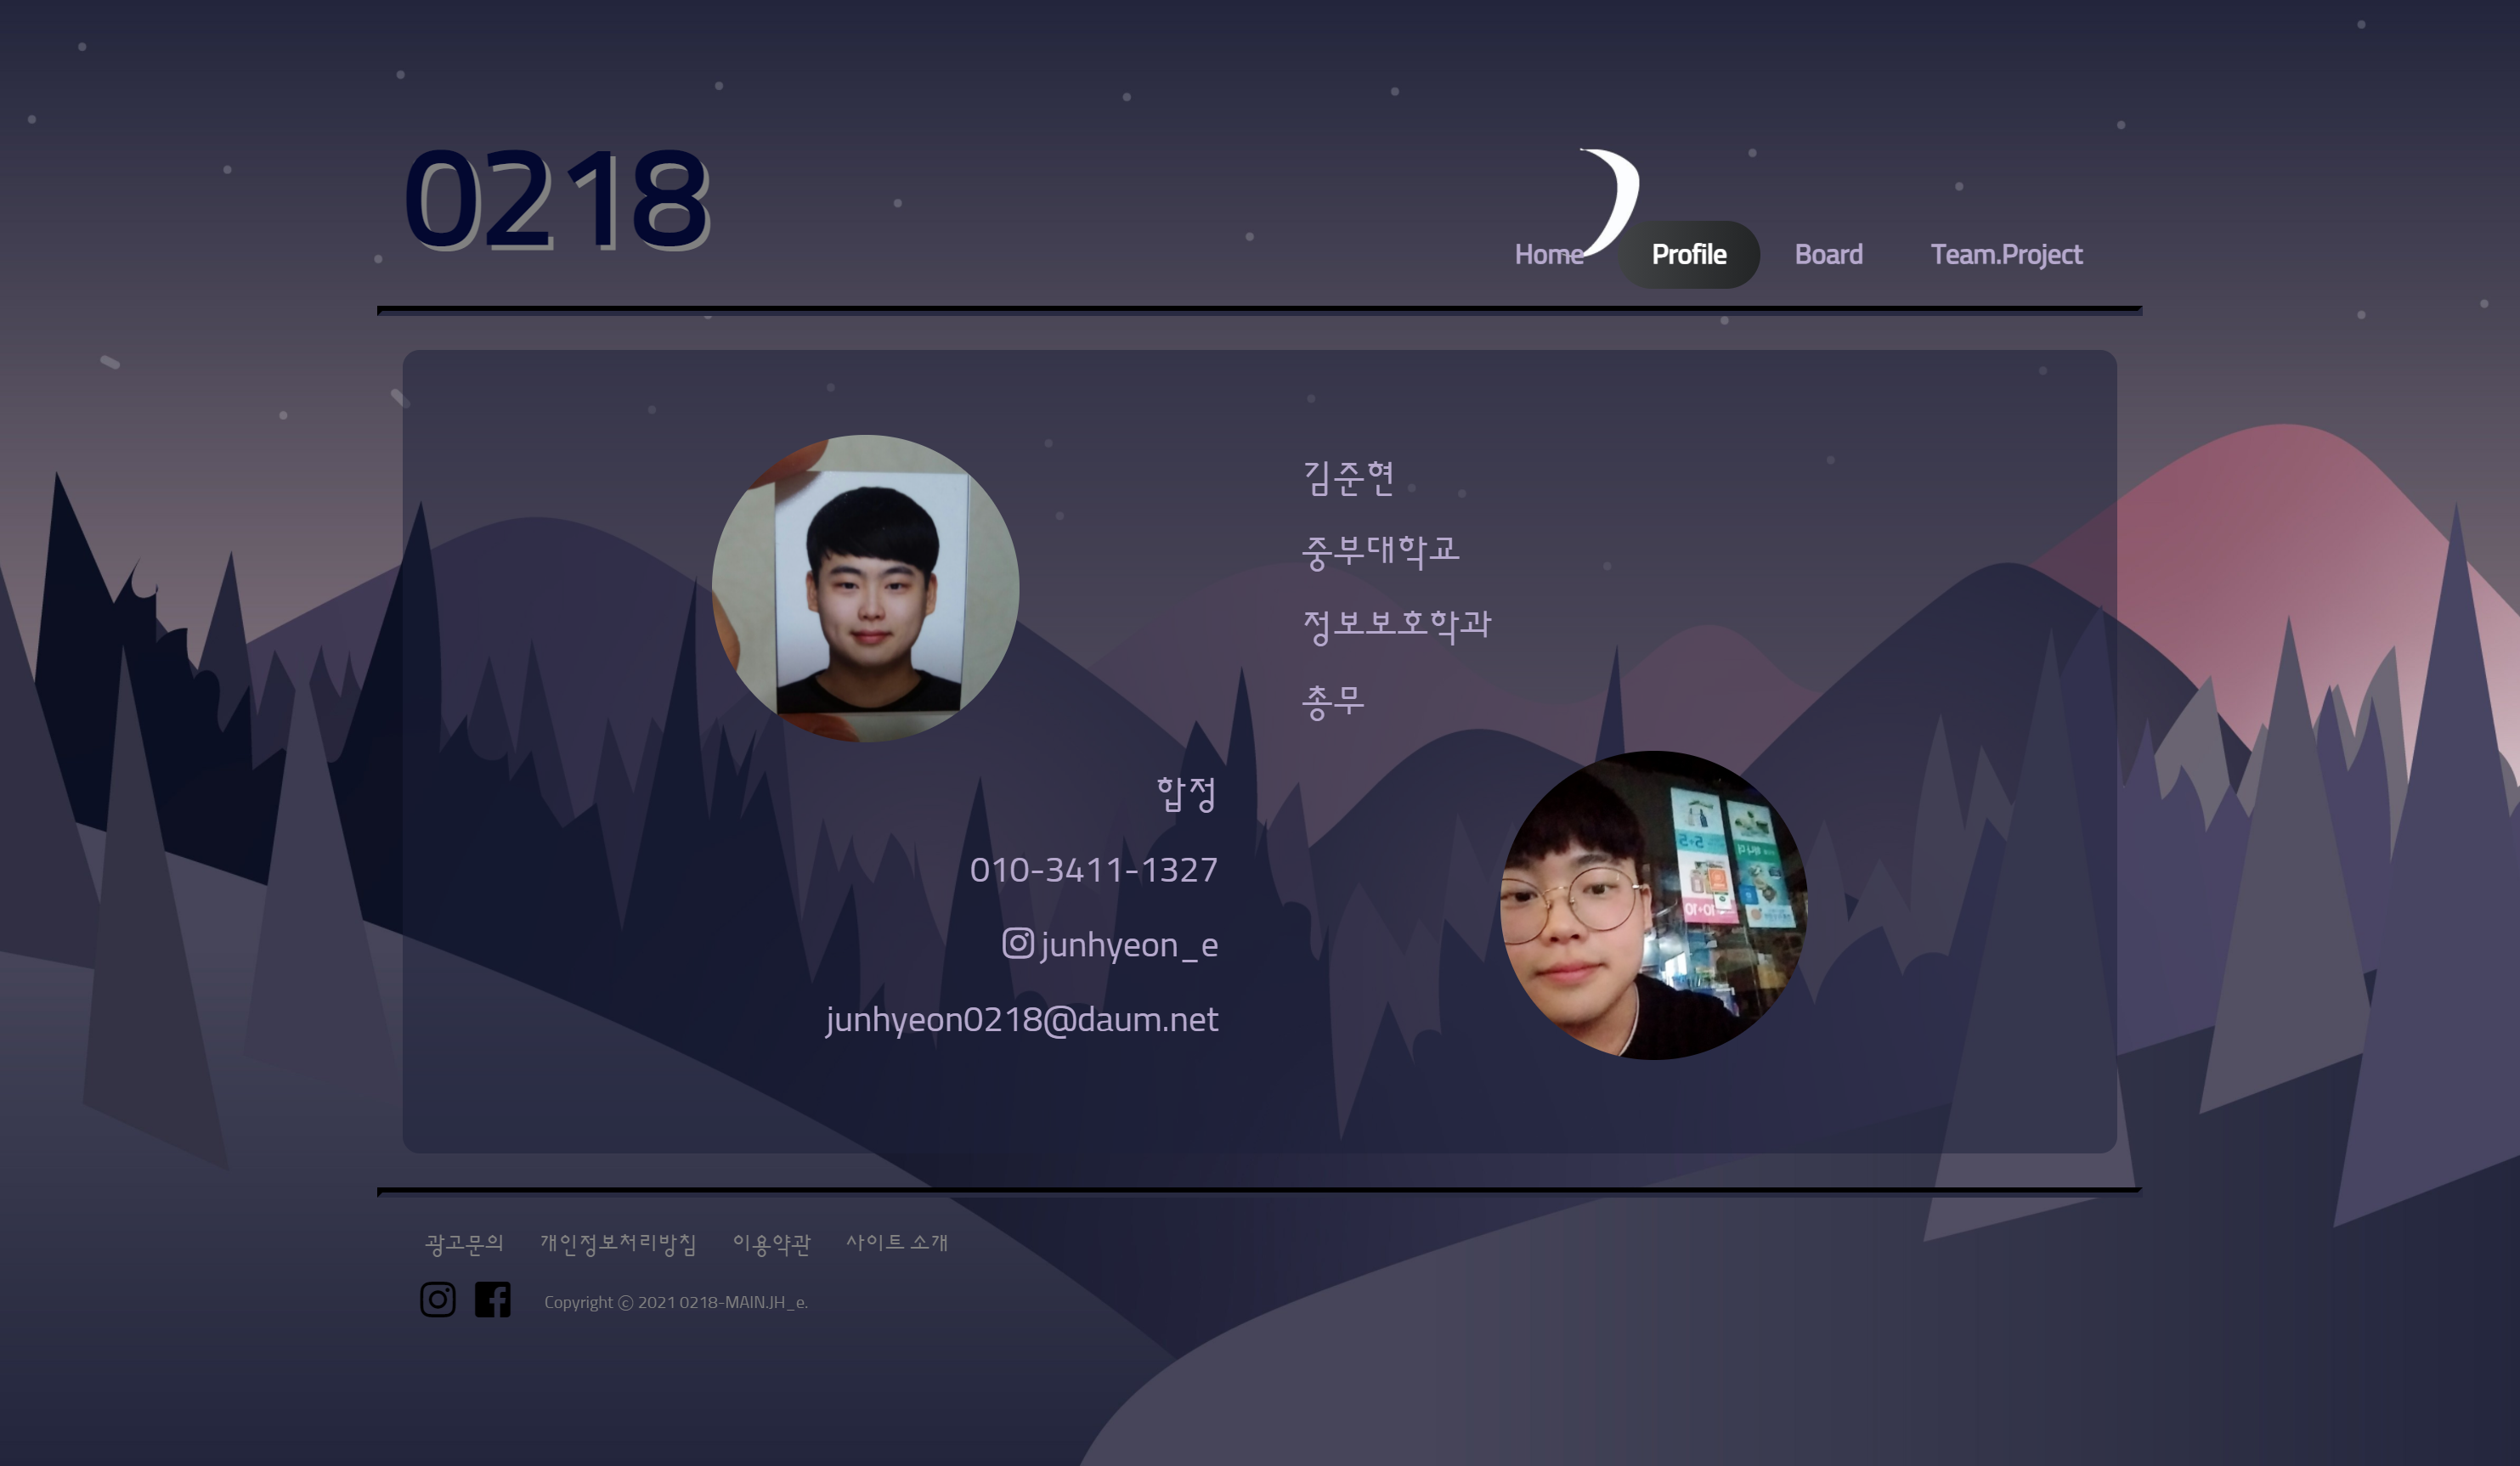 0218
Home Profile Board Team.Project
김준현
중부대학교
정보보호학과
총무
합정
010-3411-1327
junhyeon_e
junhyeon0218@daum.net
광고문의 개인정보처리방침 이용약관 사이트 소개
Copyright ⓒ 2021 0218-MAIN.JH_e.